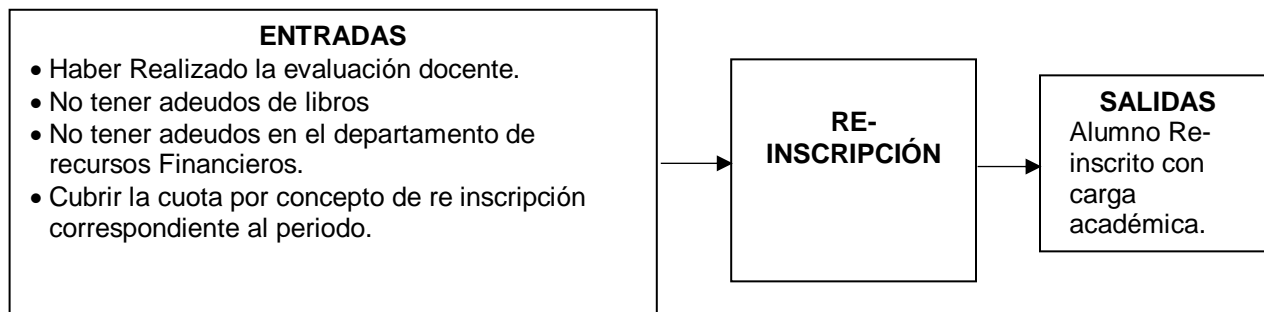 ENTRADAS
• Haber Realizado la evaluación docente.
• No tener adeudos de libros
• No tener adeudos en el departamento de
recursos Financieros.
• Cubrir la cuota por concepto de re inscripción
correspondiente al periodo.
RE-
INSCRIPCIÓN
SALIDAS
Alumno Re-
inscrito con
carga
académica.